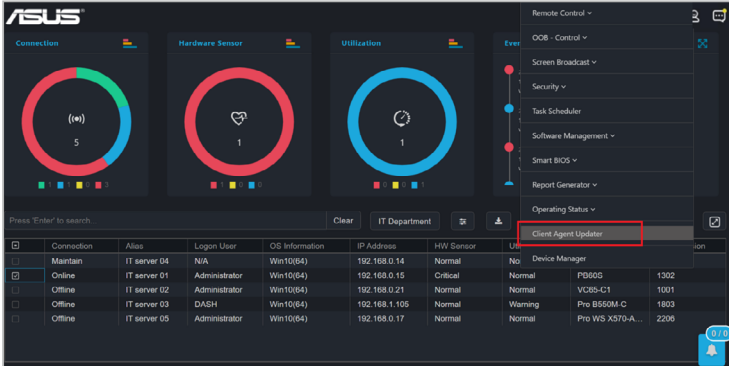 ASUS
Connection
Hardware Sensor
Utilization
Even
5
1
1
1 1 0 3
1 0 0
0 0 1
Remote Control
OOB - Control
Screen Broadcast
Security
Task Scheduler
Software Management
Smart BIOS
Report Generator
Operating Status
Client Agent Updater
Device Manager
Press 'Enter' to search...
Clear
IT Department
Connection Alias Logon User OS Information IP Address HW Sensor Ut sion
Maintain IT server 04 N/A Win10(64) 192.168.0.14 Normal No
Online IT server 01 Administrator Win10(64) 192.168.0.15 Critical Normal PB60S 1302
Offline IT server 02 Administrator Win10(64) 192.168.0.21 Normal Normal VC65-C1 1001
Offline IT server 03 DASH Win10(64) 192.168.1.105 Normal Warning Pro B550M-C 1803
Offline IT server 05 Administrator Win10(64) 192.168.0.17 Normal Normal Pro WS X570-A... 2206
0/0